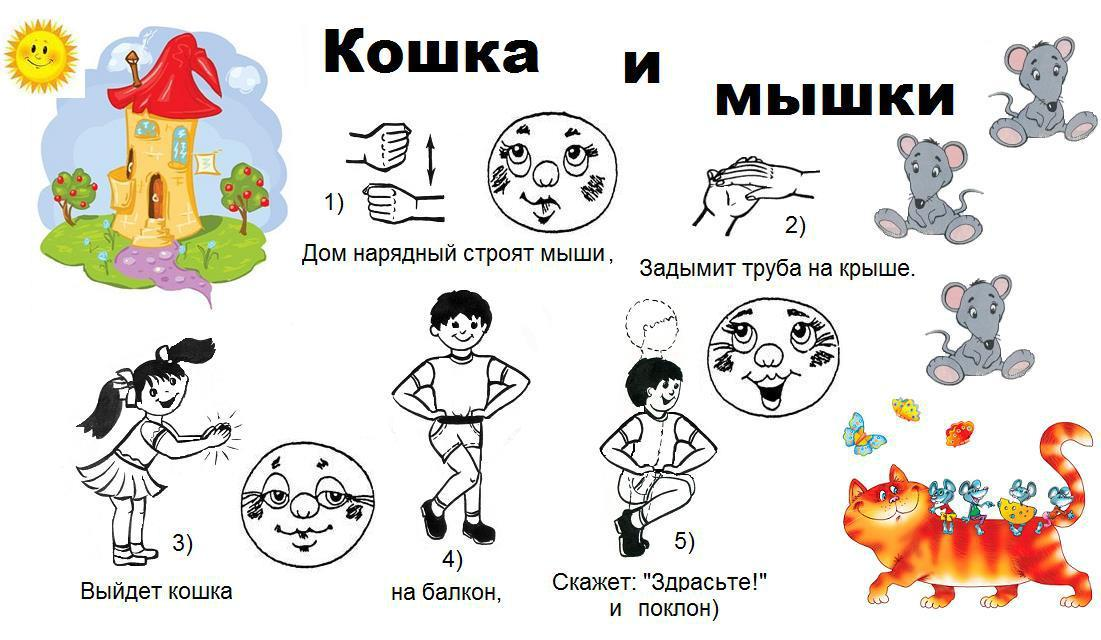 Кошка и мышки
1)
Дом нарядный строят мыши,
2)
Задымит труба на крыше.
3)
Выйдет кошка
4)
на балкон,
5)
Скажет: "Здрасьте!"
и поклон)